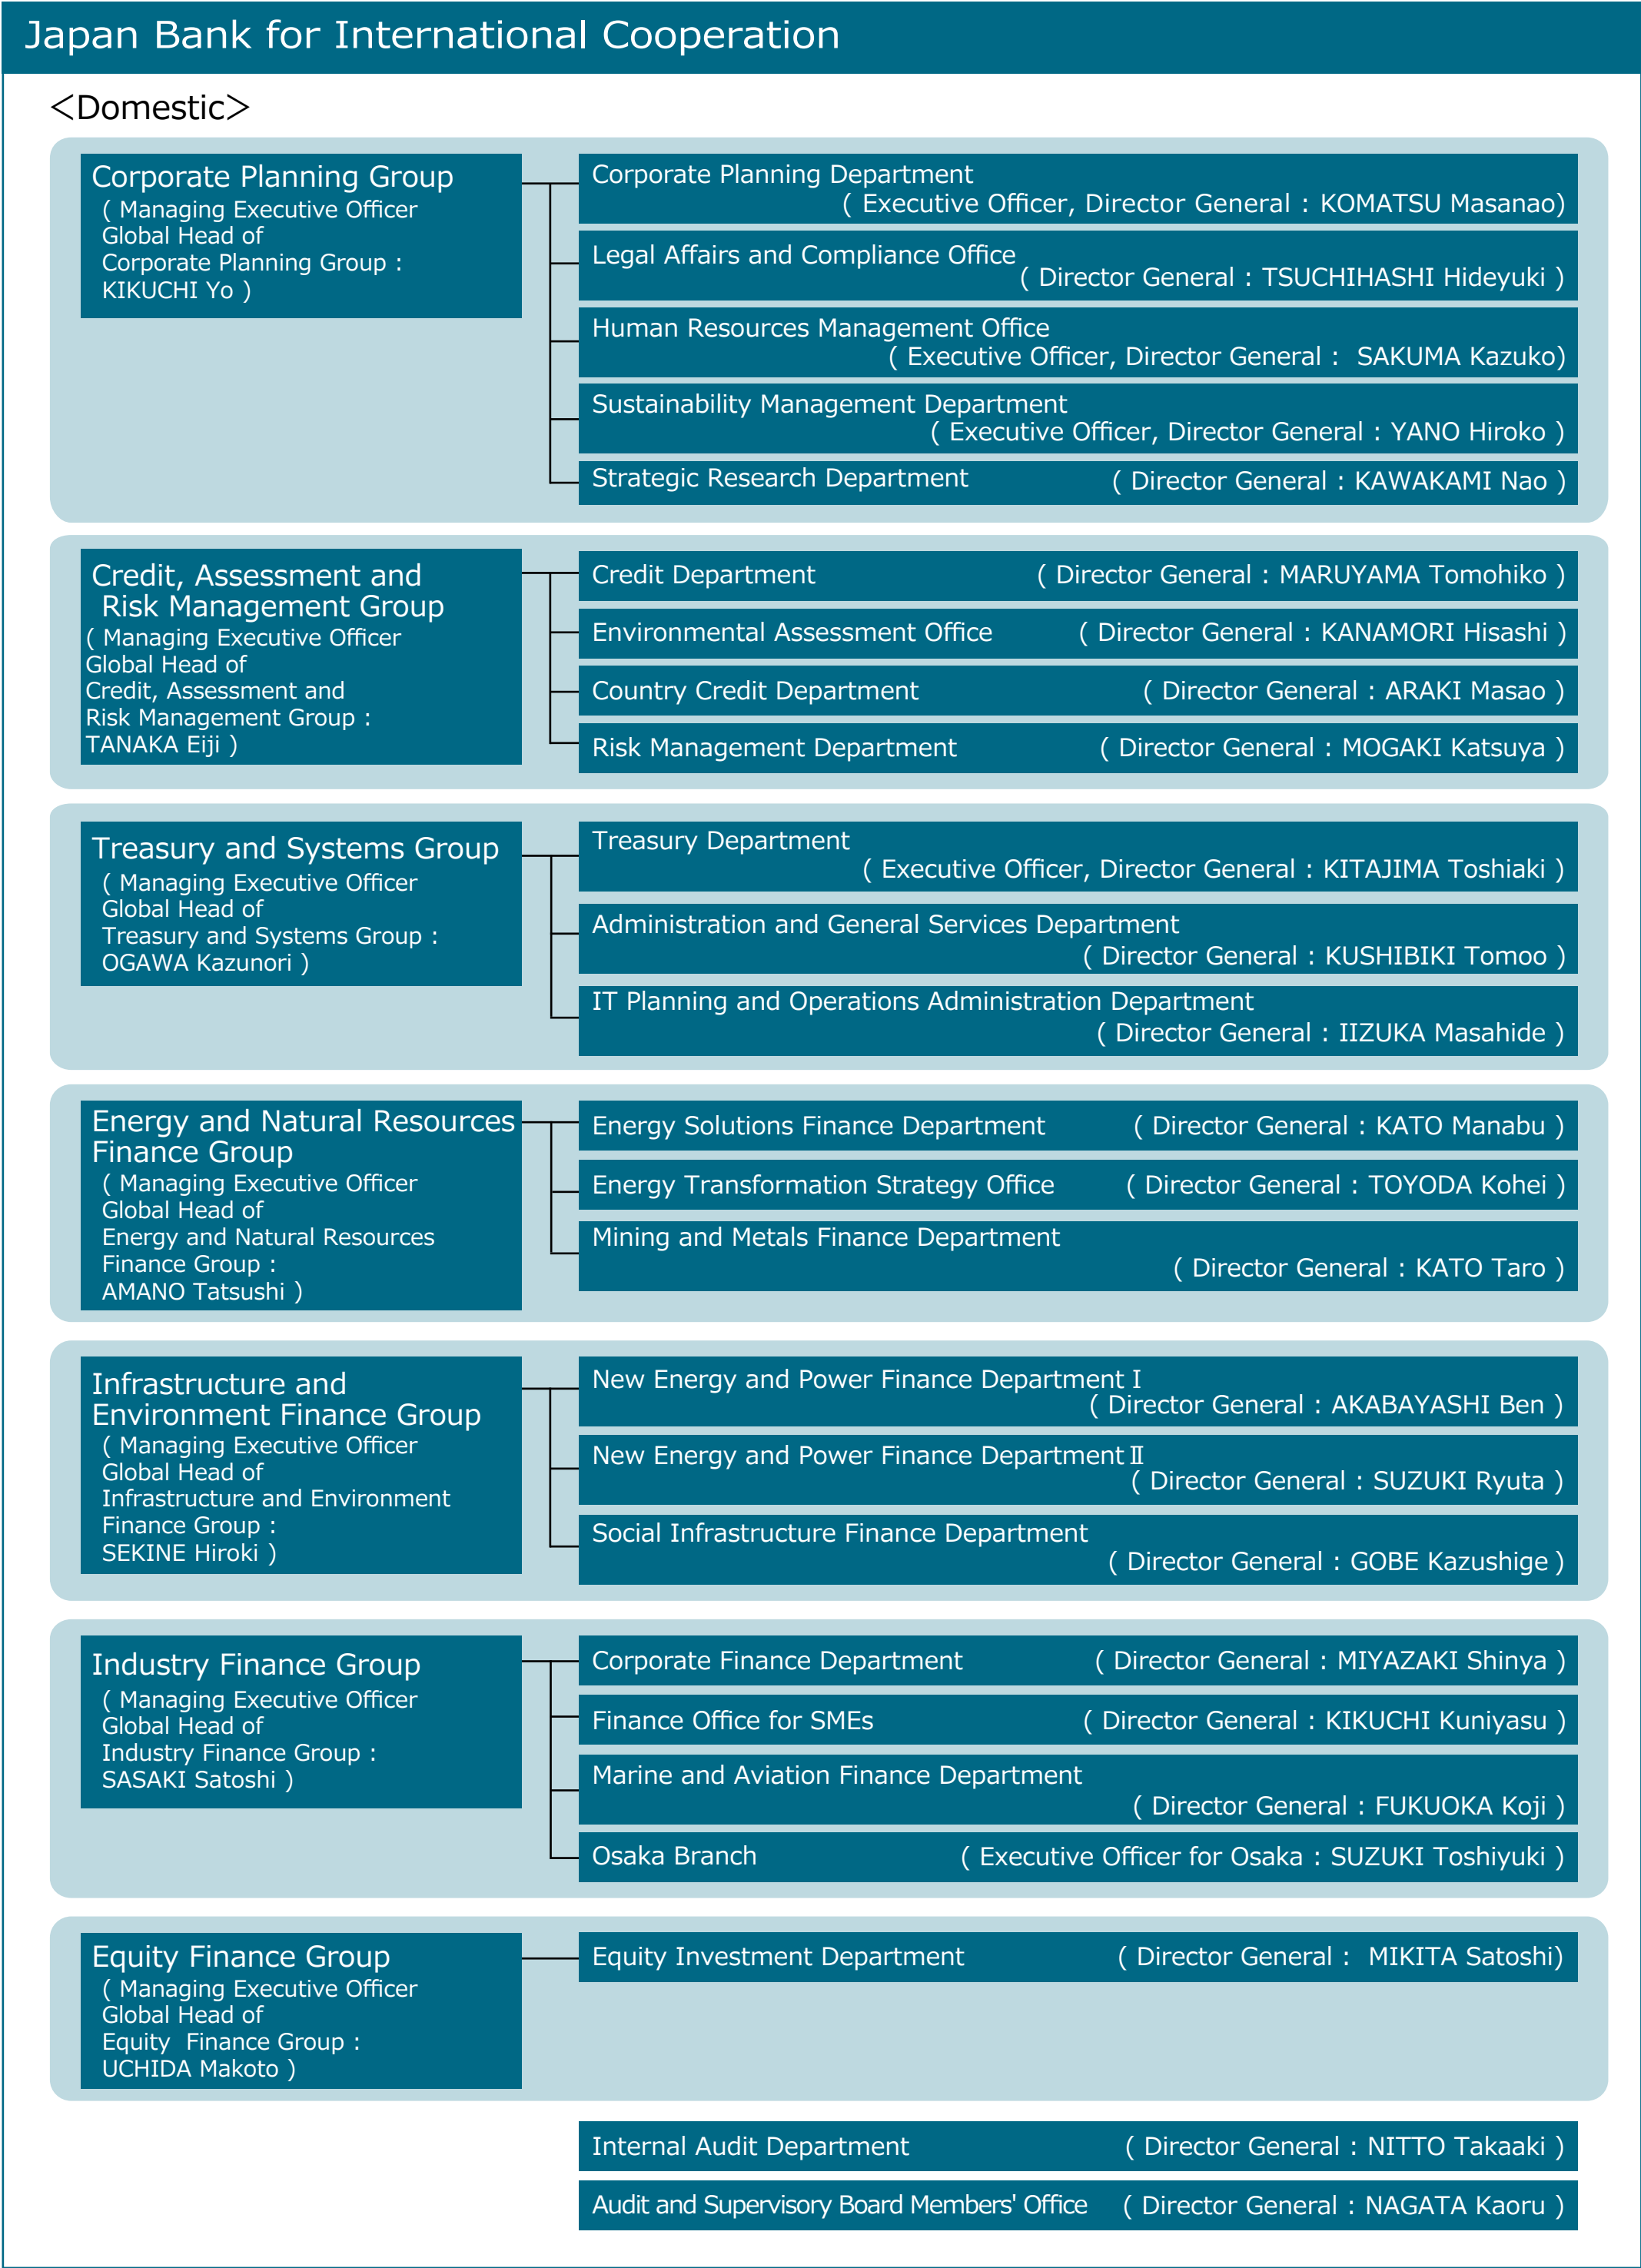 Japan Bank for International Cooperation
<Domestic>
Corporate Planning Group
( Managing Executive Officer
Global Head of
Corporate Planning Group :
KIKUCHI Yo )
Corporate Planning Department
( Executive Officer, Director General : KOMATSU Masanao)
Legal Affairs and Compliance Office
( Director General : TSUCHIHASHI Hideyuki )
Human Resources Management Office
( Executive Officer, Director General : SAKUMA Kazuko)
Sustainability Management Department
( Executive Officer, Director General : YANO Hiroko )
Strategic Research Department ( Director General : KAWAKAMI Nao )
Credit, Assessment and
Risk Management Group
( Managing Executive Officer
Global Head of
Credit, Assessment and
Risk Management Group :
TANAKA Eiji )
Credit Department ( Director General : MARUYAMA Tomohiko )
Environmental Assessment Office ( Director General : KANAMORI Hisashi )
Country Credit Department ( Director General : ARAKI Masao )
Risk Management Department ( Director General : MOGAKI Katsuya )
Treasury and Systems Group
( Managing Executive Officer
Global Head of
Treasury and Systems Group :
OGAWA Kazunori )
Treasury Department
( Executive Officer, Director General : KITAJIMA Toshiaki )
Administration and General Services Department
( Director General : KUSHIBIKI Tomoo )
IT Planning and Operations Administration Department
( Director General : IIZUKA Masahide )
Energy and Natural Resources
Finance Group
( Managing Executive Officer
Global Head of
Energy and Natural Resources
Finance Group :
AMANO Tatsushi )
Energy Solutions Finance Department ( Director General : KATO Manabu )
Energy Transformation Strategy Office ( Director General : TOYODA Kohei )
Mining and Metals Finance Department
( Director General : KATO Taro )
Infrastructure and
Environment Finance Group
( Managing Executive Officer
Global Head of
Infrastructure and Environment
Finance Group :
SEKINE Hiroki )
New Energy and Power Finance Department Ⅰ
( Director General : AKABAYASHI Ben )
New Energy and Power Finance Department Ⅱ
( Director General : SUZUKI Ryuta )
Social Infrastructure Finance Department
( Director General : GOBE Kazushige )
Industry Finance Group
( Managing Executive Officer
Global Head of
Industry Finance Group :
SASAKI Satoshi )
Corporate Finance Department ( Director General : MIYAZAKI Shinya )
Finance Office for SMEs ( Director General : KIKUCHI Kuniyasu )
Marine and Aviation Finance Department
( Director General : FUKUOKA Koji )
Osaka Branch ( Executive Officer for Osaka : SUZUKI Toshiyuki )
Equity Finance Group
( Managing Executive Officer
Global Head of
Equity Finance Group :
UCHIDA Makoto )
Equity Investment Department ( Director General : MIKITA Satoshi)
Internal Audit Department ( Director General : NITTO Takaaki )
Audit and Supervisory Board Members' Office ( Director General : NAGATA Kaoru )